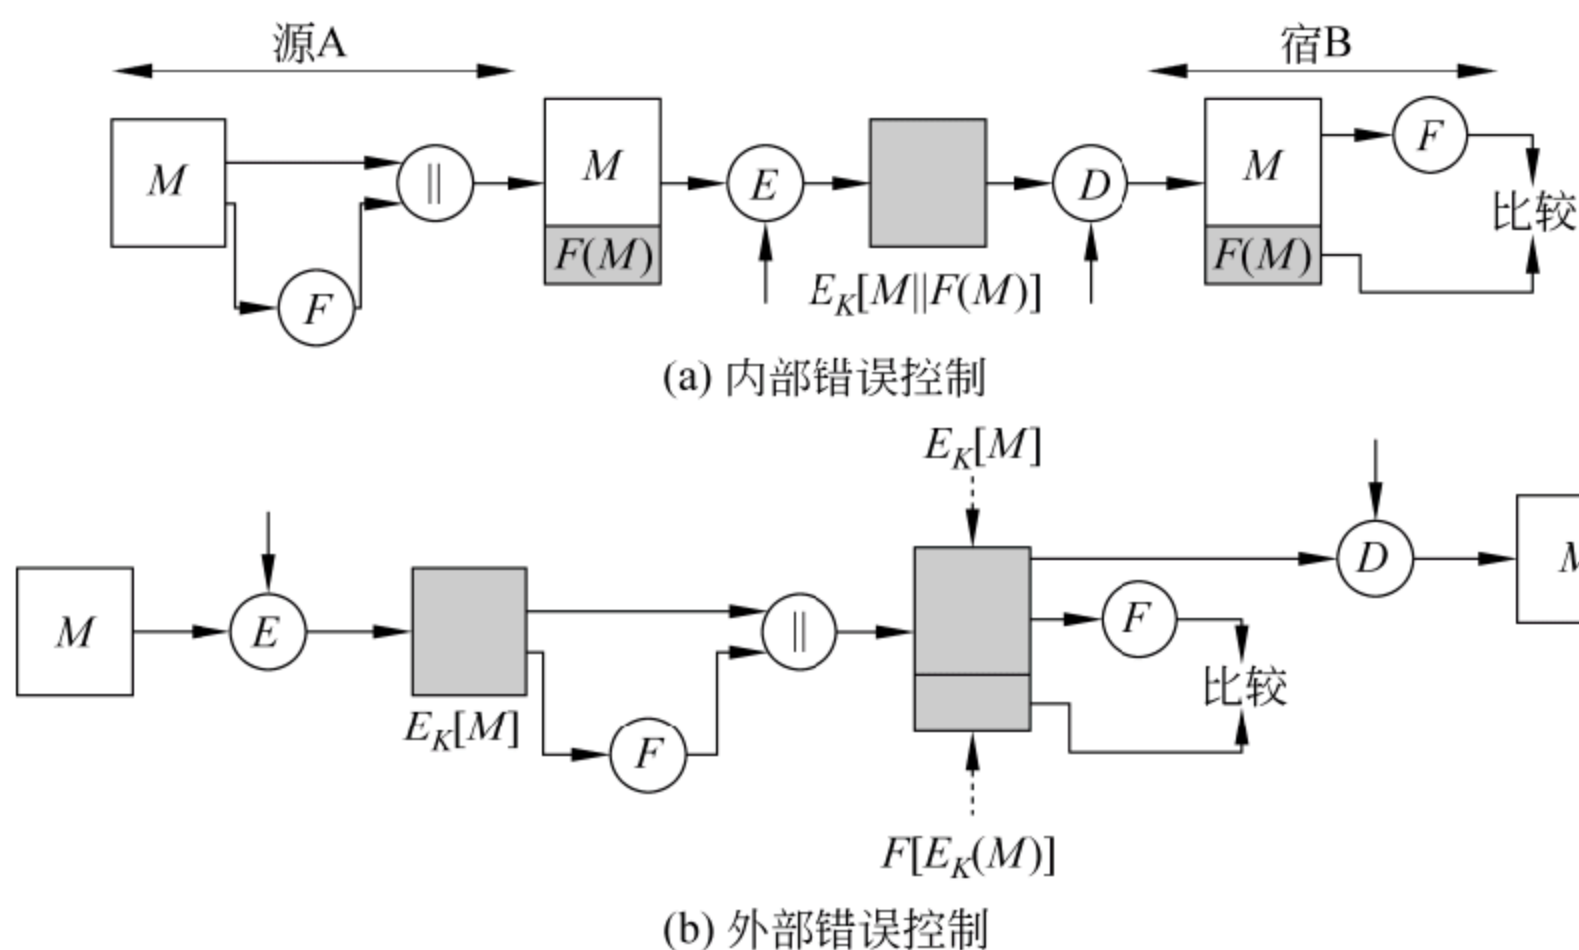 源A
宿B
M
F
||
M
F(M)
E
E_K[M||F(M)]
D
M
F(M)
F
比较
(a) 内部错误控制
M
E
E_K[M]
F
||
E_K[M]
F[E_K(M)]
F
比较
D
(b) 外部错误控制